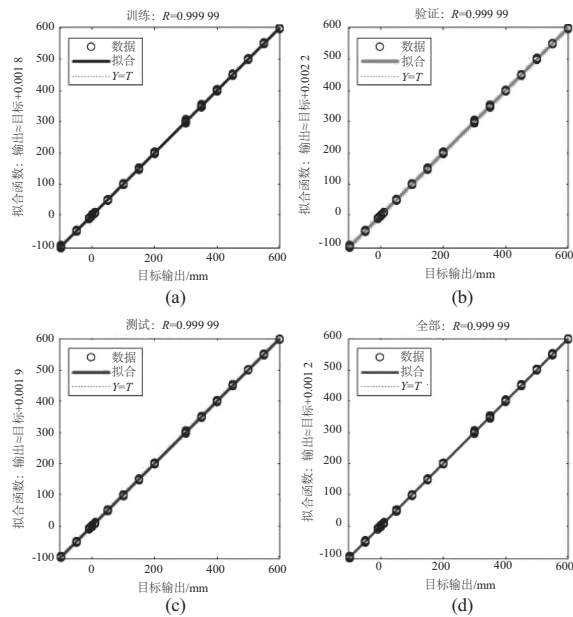 训练：R=0.999 99
600
500
400
300
200
100
0
-100
0
200
400
600
数据
拟合
Y=T
拟合函数：输出≈目标+0.001 8
目标输出/mm
(a)
验证：R=0.999 99
600
500
400
300
200
100
0
-100
0
200
400
600
数据
拟合
Y=T
拟合函数：输出≈目标+0.002 2
目标输出/mm
(b)
测试：R=0.999 99
600
500
400
300
200
100
0
-100
0
200
400
600
数据
拟合
Y=T
拟合函数：输出≈目标+0.001 9
目标输出/mm
(c)
全部：R=0.999 99
600
500
400
300
200
100
0
-100
0
200
400
600
数据
拟合
Y=T
拟合函数：输出≈目标+0.001 2
目标输出/mm
(d)